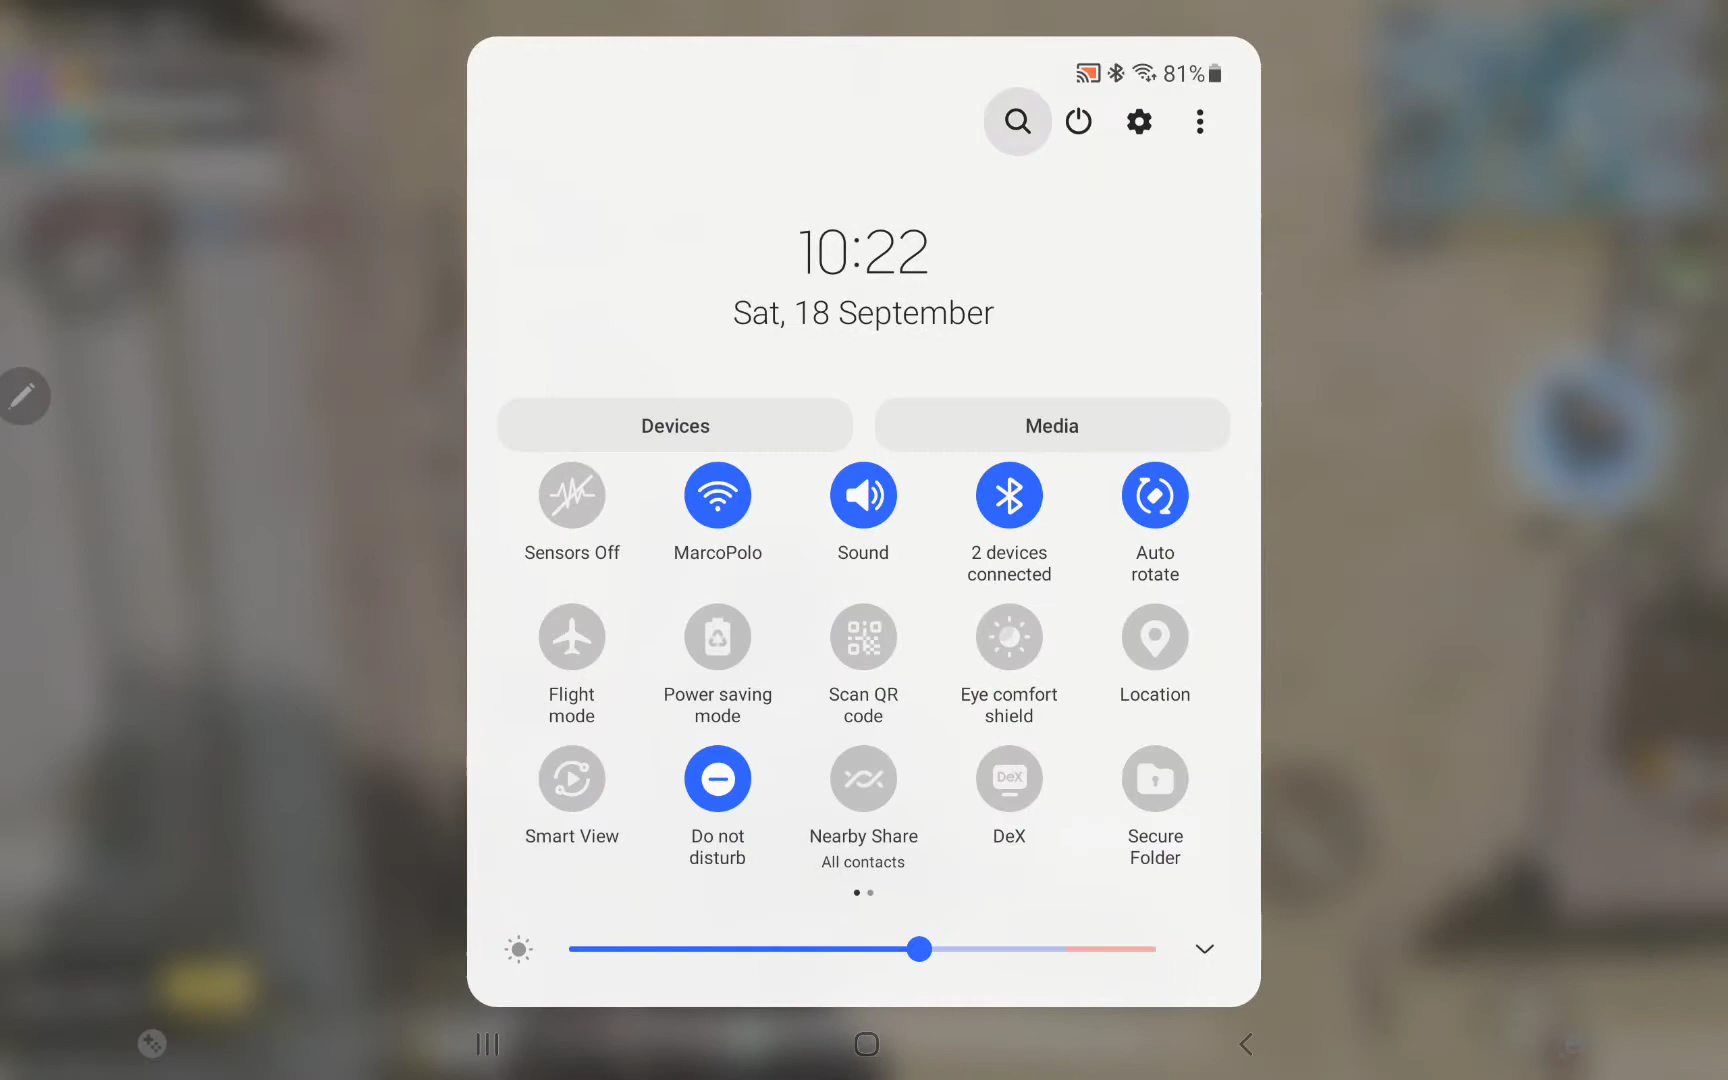 81%
10:22
Sat, 18 September
Devices
Media
Sensors Off
MarcoPolo
Sound
2 devices
connected
Auto
rotate
Flight
mode
Power saving
mode
Scan QR
code
Eye comfort
shield
Location
Smart View
Do not
disturb
Nearby Share
All contacts
DeX
DeX
Secure
Folder